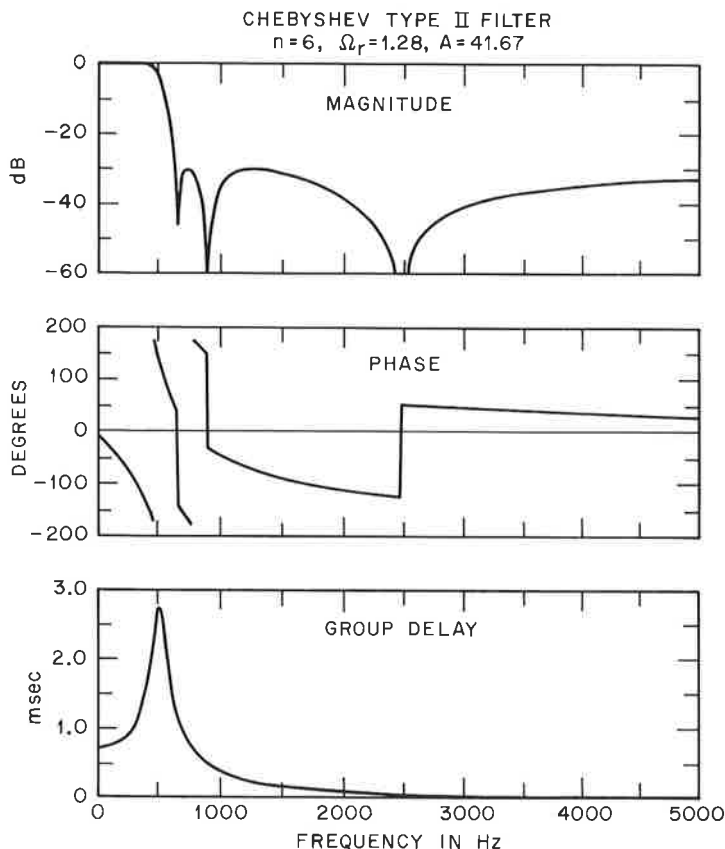 CHEBYSHEV TYPE II FILTER
n=6, Ωr=1.28, A=41.67
MAGNITUDE
dB
0
-20
-40
-60
PHASE
DEGREES
200
100
0
-100
-200
GROUP DELAY
msec
3.0
2.0
1.0
0
0 1000 2000 3000 4000 5000
FREQUENCY IN Hz